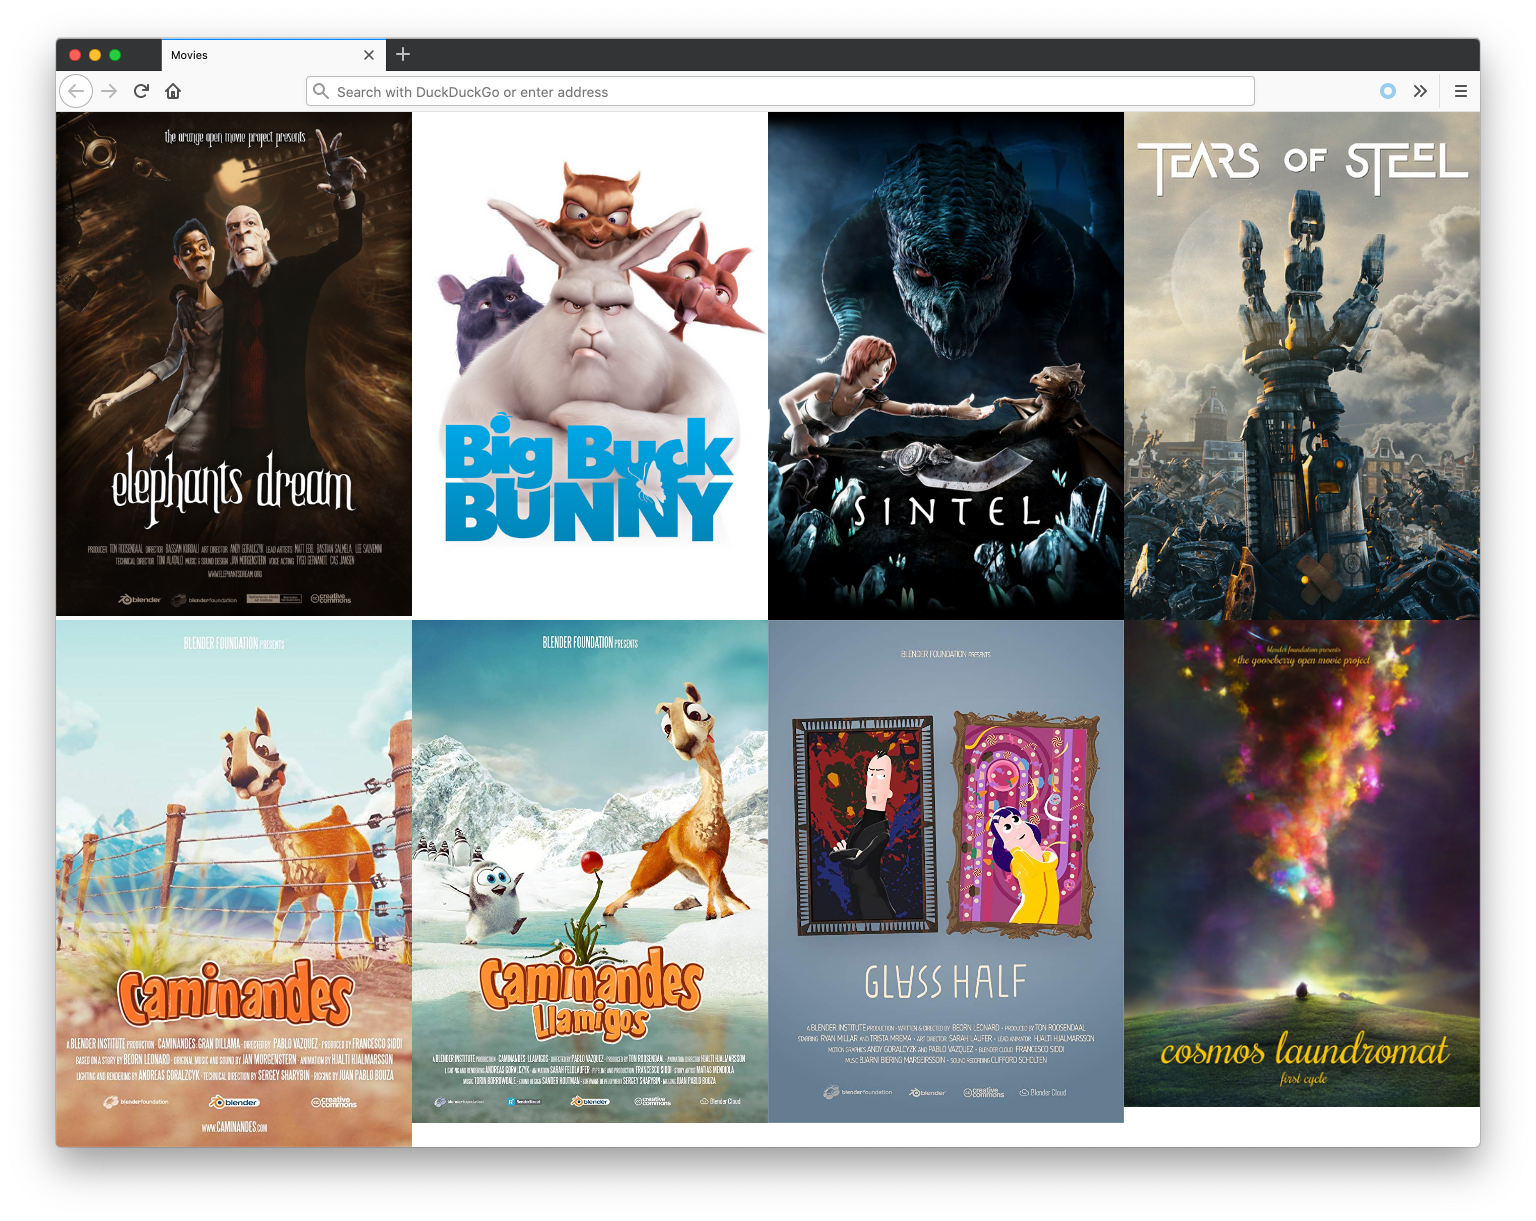 Movies
Search with DuckDuckGo or enter address
the orange open movie project presents
elephants dream
PRODUCER TON ROOSENDAAL DIRECTOR BASSAM KURDALI ART DIRECTOR ANDY GORALCZYK LEAD ARTISTS MATT EBB, BASTIAN SALMELA, LEE SALVEMINI
TECHNICAL DIRECTOR TONI ALATALO MUSIC & SOUND DESIGN JAN MORGENSTERN VOICE ACTING TYGO GERNANDT, CAS JANSEN
WWW.ELEPHANTSDREAM.ORG
blender blenderfoundation creative commons
Big Buck
BUNNY
SINTEL
TEARS OF STEEL
BLENDER FOUNDATION PRESENTS
Caminandes
A BLENDER INSTITUTE PRODUCTION · CAMINANDES: GRAN DILLAMA · DIRECTED BY PABLO VAZQUEZ · PRODUCED BY FRANCESCO SIDDI
BASED ON A STORY BY BEORN LEONARD · ORIGINAL MUSIC AND SOUND BY JAN MORGENSTERN · ANIMATION BY HJALTI HJALMARSSON
LIGHTING AND RENDERING BY ANDREAS GORALZCYK · TECHNICAL DIRECTION BY SERGEY SHARYBIN · RIGGING BY JUAN PABLO BOUZA
blenderfoundation blender creative commons
WWW.CAMINANDES.COM
BLENDER FOUNDATION PRESENTS
Caminandes
Llamigos
A BLENDER INSTITUTE PRODUCTION · CAMINANDES: LLAMIGOS · DIRECTED BY PABLO VAZQUEZ · PRODUCED BY TON ROOSENDAAL · ANIMATION DIRECTOR HJALTI HJALMARSSON
LIGHTING AND RENDERING ANDREAS GORALCZYK · ANIMATION SARAH FELDLAUFER · PIPELINE AND PRODUCTION FRANCESCO SIDDI · STORY ARTIST MATIAS MENDIOLA
MUSIC TORIN BORROWDALE · SOUND DESIGN SANDER HOUTMAN · SOFTWARE DEVELOPMENT SERGEY SHARYBIN · RIGGING JUAN PABLO BOUZA
blenderfoundation blender creative commons Blender Cloud
BLENDER FOUNDATION PRESENTS
GLASS HALF
A BLENDER INSTITUTE PRODUCTION · WRITTEN & DIRECTED BY BEORN LEONARD · PRODUCED BY TON ROOSENDAAL
STARRING RYAN MILLAR AND TRISTA MREMA · ART DIRECTOR SARAH LAUFER · LEAD ANIMATOR HJALTI HJALMARSSON
MOTION GRAPHICS ANDY GORALCZYK AND PABLO VAZQUEZ · BLENDER CLOUD FRANCESCO SIDDI
MUSIC BJARNI BIERING MARGEIRSSON · SOUND RECORDING CLIFFORD SCHOLTEN
blenderfoundation blender creative commons Blender Cloud
blender foundation presents
the gooseberry open movie project
cosmos laundromat
first cycle